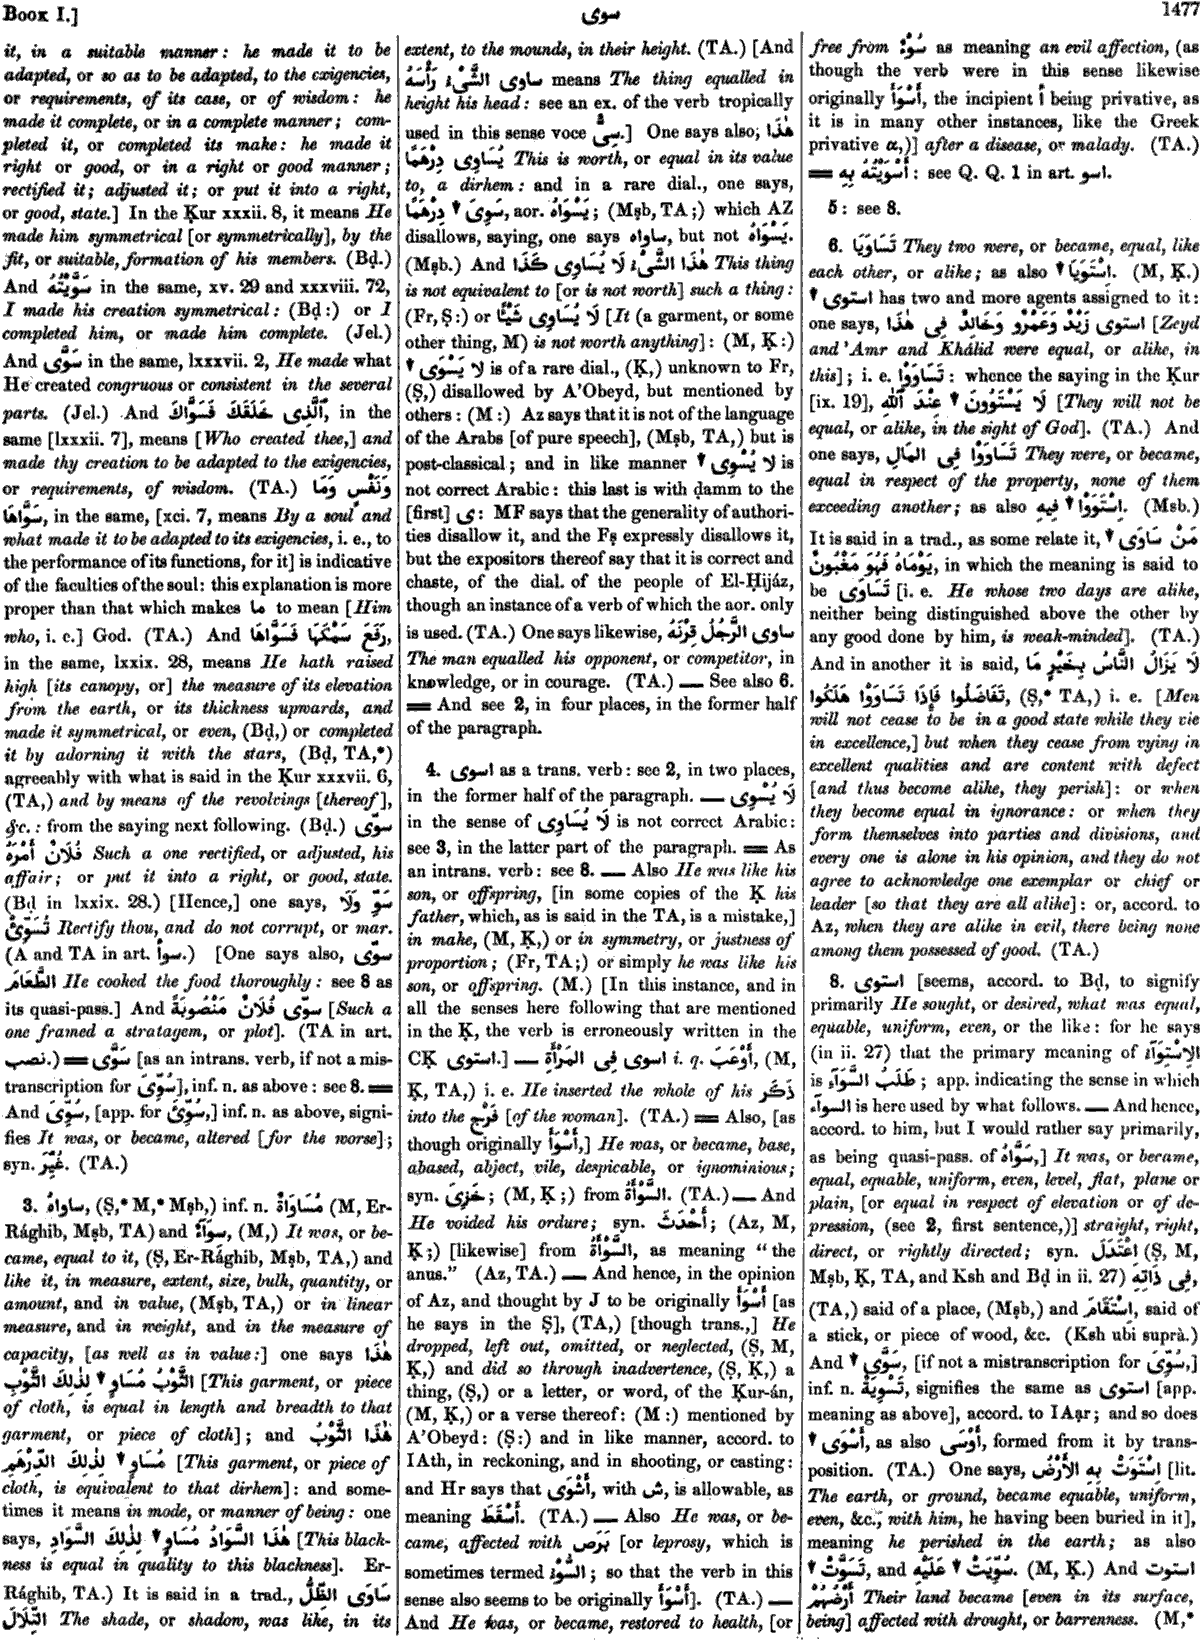 Book I.]
سوى
1477
it, in a suitable manner: he made it to be
adapted, or so as to be adapted, to the exigencies,
or requirements, of its case, or of wisdom: he
made it complete, or in a complete manner; com-
pleted it, or completed its make: he made it
right or good, or in a right or good manner;
rectified it; adjusted it; or put it into a right,
or good, state.] In the Ḳur xxxii. 8, it means He
made him symmetrical [or symmetrically], by the
fit, or suitable, formation of his members. (Bḍ.)
And سَوَّيْتُهُ in the same, xv. 29 and xxxviii. 72,
I made his creation symmetrical: (Bḍ:) or I
completed him, or made him complete. (Jel.)
And سَوَّى in the same, lxxxvii. 2, He made what
He created congruous or consistent in the several
parts. (Jel.) And اَلَّذِى خَلَقَكَ فَسَوَّاكَ, in the
same [lxxxii. 7], means [Who created thee,] and
made thy creation to be adapted to the exigencies,
or requirements, of wisdom. (TA.) وَنَفْسٍ وَمَا
سَوَّاهَا, in the same, [xci. 7, means By a soul and
what made it to be adapted to its exigencies, i. e., to
the performance of its functions, for it] is indicative
of the faculties of the soul: this explanation is more
proper than that which makes ما to mean [Him
who, i. e.] God. (TA.) And رَفَعَ سَمْكَهَا فَسَوَّاهَا,
in the same, lxxix. 28, means He hath raised
high [its canopy, or] the measure of its elevation
from the earth, or its thickness upwards, and
made it symmetrical, or even, (Bḍ,) or completed
it by adorning it with the stars, (Bḍ, TA,*)
agreeably with what is said in the Ḳur xxxvii. 6,
(TA,) and by means of the revolvings [thereof],
&c.: from the saying next following. (Bḍ.) سوّى
فُلَانٌ أَمْرَهُ Such a one rectified, or adjusted, his
affair; or put it into a right, or good, state.
(Bḍ in lxxix. 28.) [Hence,] one says, سَوِّ وَلَا
تُسَوِّئْ Rectify thou, and do not corrupt, or mar.
(A and TA in art. سوأ.) [One says also, سوّى
الطَّعَامَ He cooked the food thoroughly: see 8 as
its quasi-pass.] And سوّى فُلَانٌ مَنْصُوبَةً [Such a
one framed a stratagem, or plot]. (TA in art.
نصب.) ═ سَوَّى [as an intrans. verb, if not a mis-
transcription for سُوِّىَ], inf. n. as above: see 8. ═
And سُوِّىَ, [app. for سُوِّئَ,] inf. n. as above, signi-
fies It was, or became, altered [for the worse];
syn. غُيِّرَ. (TA.)
3. ساواهُ, (Ṣ,* M,* Mṣb,) inf. n. مُسَاوَاةٌ (M, Er-
Rághib, Mṣb, TA) and سِوَآءٌ, (M,) It was, or be-
came, equal to it, (Ṣ, Er-Rághib, Mṣb, TA,) and
like it, in measure, extent, size, bulk, quantity, or
amount, and in value, (Mṣb, TA,) or in linear
measure, and in weight, and in the measure of
capacity, [as well as in value:] one says هٰذَا
الثَّوْبُ مُسَاوٍ ▼ لِذٰلِكَ الثَّوْبِ [This garment, or piece
of cloth, is equal in length and breadth to that
garment, or piece of cloth]; and هٰذَا الثَّوْبُ
مُسَاوٍ ▼ لِذٰلِكَ الدِّرْهَمِ [This garment, or piece of
cloth, is equivalent to that dirhem]: and some-
times it means in mode, or manner of being: one
says, هٰذَا السَّوَادُ مُسَاوٍ ▼ لِذٰلِكَ السَّوَادِ [This black-
ness is equal in quality to this blackness]. Er-
Rághib, TA.) It is said in a trad., سَاوَى الظِّلُّ
التِّلَالَ The shade, or shadow, was like, in its
extent, to the mounds, in their height. (TA.) [And
ساوى الشَّىْءُ رَأْسَهُ means The thing equalled in
height his head: see an ex. of the verb tropically
used in this sense voce سِىٌّ.] One says also, هٰذَا
يُسَاوِى دِرْهَمًا This is worth, or equal in its value
to, a dirhem: and in a rare dial., one says,
سَوِىَ ▼ دِرْهَمًا, aor. يَسْوَاهُ; (Mṣb, TA;) which AZ
disallows, saying, one says ساواه, but not يَسْوَاهُ.
(Mṣb.) And هٰذَا الشَّىْءُ لَا يُسَاوِى كَذَا This thing
is not equivalent to [or is not worth] such a thing:
(Fr, Ṣ:) or لَا يُسَاوِى شَيْئًا [It (a garment, or some
other thing, M) is not worth anything]: (M, Ḳ:)
لا يَسْوَى ▼ is of a rare dial., (Ḳ,) unknown to Fr,
(Ṣ,) disallowed by A'Obeyd, but mentioned by
others: (M:) Az says that it is not of the language
of the Arabs [of pure speech], (Mṣb, TA,) but is
post-classical; and in like manner لا يُسْوِى ▼ is
not correct Arabic: this last is with ḍamm to the
[first] ى: MF says that the generality of authori-
ties disallow it, and the Fṣ expressly disallows it,
but the expositors thereof say that it is correct and
chaste, of the dial. of the people of El-Ḥijáz,
though an instance of a verb of which the aor. only
is used. (TA.) One says likewise, ساوى الرَّجُلُ قِرْنَهُ
The man equalled his opponent, or competitor, in
knowledge, or in courage. (TA.) — See also 6.
═ And see 2, in four places, in the former half
of the paragraph.
4. اسوى as a trans. verb: see 2, in two places,
in the former half of the paragraph. — لَا يُسْوِى
in the sense of لَا يُسَاوِى is not correct Arabic:
see 3, in the latter part of the paragraph. ═ As
an intrans. verb: see 8. — Also He was like his
son, or offspring, [in some copies of the Ḳ his
father, which, as is said in the TA, is a mistake,]
in make, (M, Ḳ,) or in symmetry, or justness of
proportion; (Fr, TA;) or simply he was like his
son, or offspring. (M.) [In this instance, and in
all the senses here following that are mentioned
in the Ḳ, the verb is erroneously written in the
CḲ استوى.] — اسوى فِى المَرْأَةِ i. q. أَوْعَبَ, (M,
Ḳ, TA,) i. e. He inserted the whole of his ذَكَر
into the فَرْج [of the woman]. (TA.) ═ Also, [as
though originally أَسْوَأَ,] He was, or became, base,
abased, abject, vile, despicable, or ignominious;
syn. خَزِىَ; (M, Ḳ;) from السَّوْأَةُ. (TA.) — And
He voided his ordure; syn. أَحْدَثَ; (Az, M,
Ḳ;) [likewise] from السَّوْأَةُ, as meaning "the
anus." (Az, TA.) — And hence, in the opinion
of Az, and thought by J to be originally أَسْوَأَ [as
he says in the Ṣ], (TA,) [though trans.,] He
dropped, left out, omitted, or neglected, (Ṣ, M,
Ḳ,) and did so through inadvertence, (Ṣ, Ḳ,) a
thing, (Ṣ,) or a letter, or word, of the Ḳur-án,
(M, Ḳ,) or a verse thereof: (M:) mentioned by
A'Obeyd: (Ṣ:) and in like manner, accord. to
IAth, in reckoning, and in shooting, or casting:
and Hr says that أَشْوَى, with ش, is allowable, as
meaning أَسْقَطَ. (TA.) — Also He was, or be-
came, affected with بَرَص [or leprosy, which is
sometimes termed السُّوْءُ; so that the verb in this
sense also seems to be originally أَسْوَأَ]. (TA.) —
And He was, or became, restored to health, [or
free from سُوْء as meaning an evil affection, (as
though the verb were in this sense likewise
originally أَسْوَأَ, the incipient أ being privative, as
it is in many other instances, like the Greek
privative α,)] after a disease, or malady. (TA.)
═ أَسْوَيْتُهُ بِهِ: see Q. Q. 1 in art. اسو.
5: see 8.
6. تَسَاوَيَا They two were, or became, equal, like
each other, or alike; as also ▼ اِسْتَوَيَا. (M, Ḳ.)
▼ استوى has two and more agents assigned to it:
one says, استوى زَيْدٌ وَعَمْرٌو وَخَالِدٌ فِى هٰذَا [Zeyd
and 'Amr and Khálid were equal, or alike, in
this]; i. e. تَسَاوَوْا: whence the saying in the Ḳur
[ix. 19], لَا يَسْتَوُونَ ▼ عِنْدَ ٱللّٰهِ [They will not be
equal, or alike, in the sight of God]. (TA.) And
one says, تَسَاوَوْا فِى المَالِ They were, or became,
equal in respect of the property, none of them
exceeding another; as also ▼ اِسْتَوَوْا فِيهِ. (Msb.)
It is said in a trad., as some relate it, مَنْ سَاوَى ▼
يَوْمَاهُ فَهُوَ مَغْبُونٌ, in which the meaning is said to
be تَسَاوَى [i. e. He whose two days are alike,
neither being distinguished above the other by
any good done by him, is weak-minded]. (TA.)
And in another it is said, لَا يَزَالُ النَّاسُ بِخَيْرٍ مَا
تَفَاضَلُوا فَإِذَا تَسَاوَوْا هَلَكُوا, (Ṣ,* TA,) i. e. [Men
will not cease to be in a good state while they vie
in excellence,] but when they cease from vying in
excellent qualities and are content with defect
[and thus become alike, they perish]: or when
they become equal in ignorance: or when they
form themselves into parties and divisions, and
every one is alone in his opinion, and they do not
agree to acknowledge one exemplar or chief or
leader [so that they are all alike]: or, accord. to
Az, when they are alike in evil, there being none
among them possessed of good. (TA.)
8. استوى [seems, accord. to Bḍ, to signify
primarily He sought, or desired, what was equal,
equable, uniform, even, or the like: for he says
(in ii. 27) that the primary meaning of الاِسْتِوَآءُ
is طَلَبُ السَّوَآءِ; app. indicating the sense in which
السوآء is here used by what follows. — And hence,
accord. to him, but I would rather say primarily,
as being quasi-pass. of سَوَّاهُ,] It was, or became,
equal, equable, uniform, even, level, flat, plane or
plain, [or equal in respect of elevation or of de-
pression, (see 2, first sentence,)] straight, right,
direct, or rightly directed; syn. اِعْتَدَلَ (Ṣ, M,
Mṣb, Ḳ, TA, and Ksh and Bḍ in ii. 27) فِى ذَاتِهِ,
(TA,) said of a place, (Mṣb,) and اِسْتَقَامَ, said of
a stick, or piece of wood, &c. (Ksh ubi suprà.)
And ▼ سَوَّى, [if not a mistranscription for سُوِّىَ,]
inf. n. تَسْوِيَةٌ, signifies the same as استوى [app.
meaning as above], accord. to IAạr; and so does
▼ أَسْوَى, as also أَوْسَى, formed from it by trans-
position. (TA.) One says, اِسْتَوَتْ بِهِ الأَرْضُ [lit.
The earth, or ground, became equable, uniform,
even, &c., with him, he having been buried in it],
meaning he perished in the earth; as also
▼ تَسَوَّتْ, and ▼ سُوِّيَتْ عَلَيْهِ. (M, Ḳ.) And استوت
أَرْضُهُمْ Their land became [even in its surface,
being] affected with drought, or barrenness. (M,*